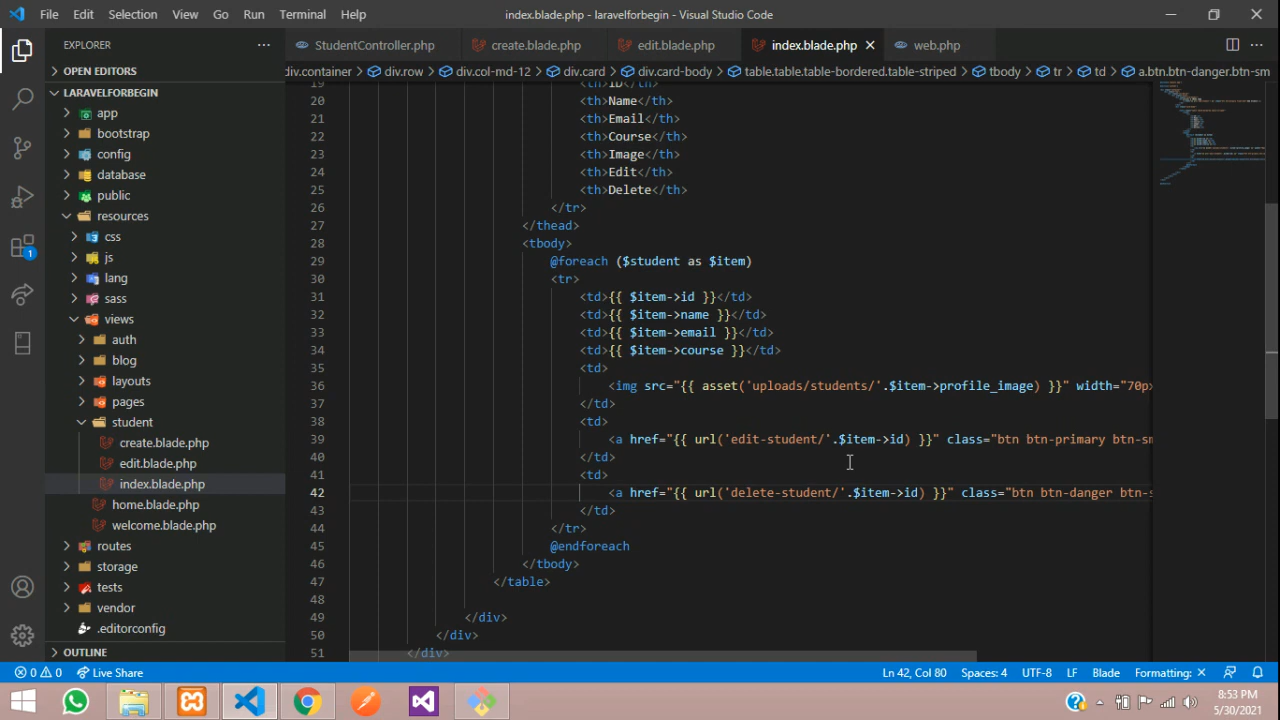 File Edit Selection View Go Run Terminal Help index.blade.php - laravelforbegin - Visual Studio Code
EXPLORER
StudentController.php create.blade.php edit.blade.php index.blade.php web.php
OPEN EDITORS
div.container div.row div.col-md-12 div.card div.card-body table.table.table-bordered.table-striped tbody tr td a.btn.btn-danger.btn-sm
LARAVELFORBEGIN
app
bootstrap
config
database
public
resources
css
js
lang
sass
views
auth
blog
layouts
pages
student
create.blade.php
edit.blade.php
index.blade.php
home.blade.php
welcome.blade.php
routes
storage
tests
vendor
.editorconfig
OUTLINE
19 <th>ID</th>
20 <th>Name</th>
21 <th>Email</th>
22 <th>Course</th>
23 <th>Image</th>
24 <th>Edit</th>
25 <th>Delete</th>
26 </tr>
27 </thead>
28 <tbody>
29 @foreach ($student as $item)
30 <tr>
31 <td>{{ $item->id }}</td>
32 <td>{{ $item->name }}</td>
33 <td>{{ $item->email }}</td>
34 <td>{{ $item->course }}</td>
35 <td>
36 <img src="{{ asset('uploads/students/'.$item->profile_image) }}" width="70px
37 </td>
38 <td>
39 <a href="{{ url('edit-student/'.$item->id) }}" class="btn btn-primary btn-sm
40 </td>
41 <td>
42 <a href="{{ url('delete-student/'.$item->id) }}" class="btn btn-danger btn-s
43 </td>
44 </tr>
45 @endforeach
46 </tbody>
47 </table>
48
49 </div>
50 </div>
51 </div>
1
0 0 Live Share Ln 42, Col 80 Spaces: 4 UTF-8 LF Blade Formatting: ✕
8:53 PM
5/30/2021